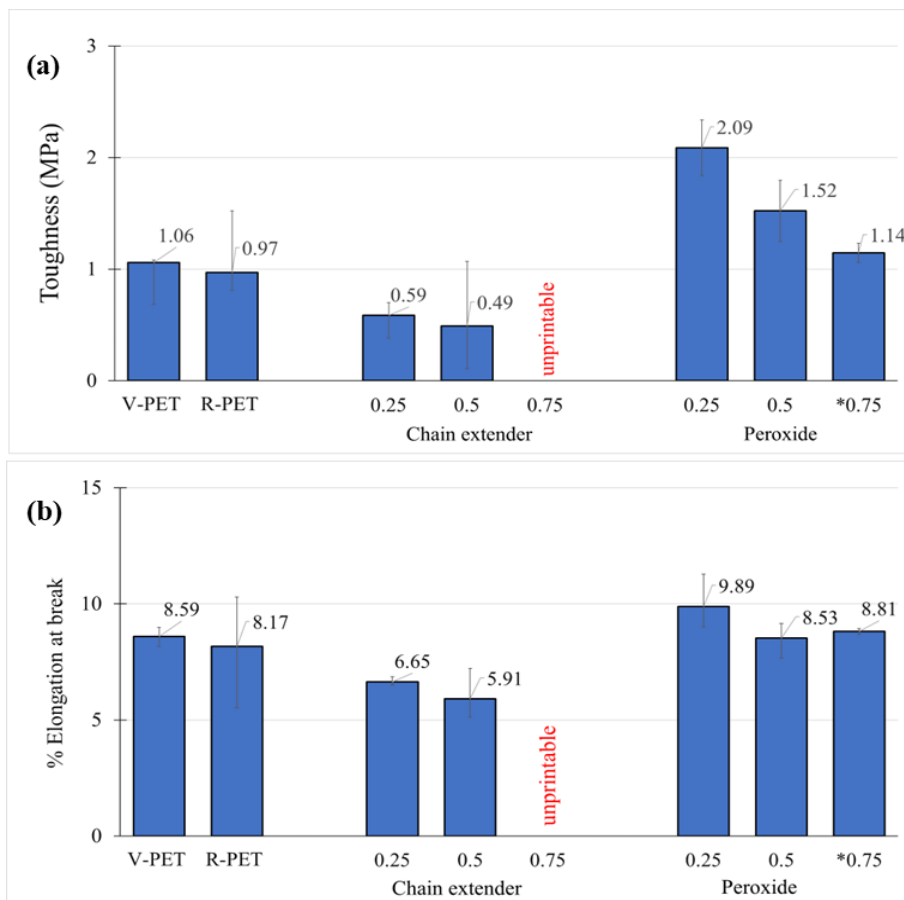 (a)
Toughness (MPa)
3
2
1
0
1.06
0.97
0.59
0.49
unprintable
2.09
1.52
1.14
V-PET R-PET 0.25 0.5 0.75 0.25 0.5 *0.75
Chain extender Peroxide
(b)
% Elongation at break
15
10
5
0
8.59
8.17
6.65
5.91
unprintable
9.89
8.53
8.81
V-PET R-PET 0.25 0.5 0.75 0.25 0.5 *0.75
Chain extender Peroxide